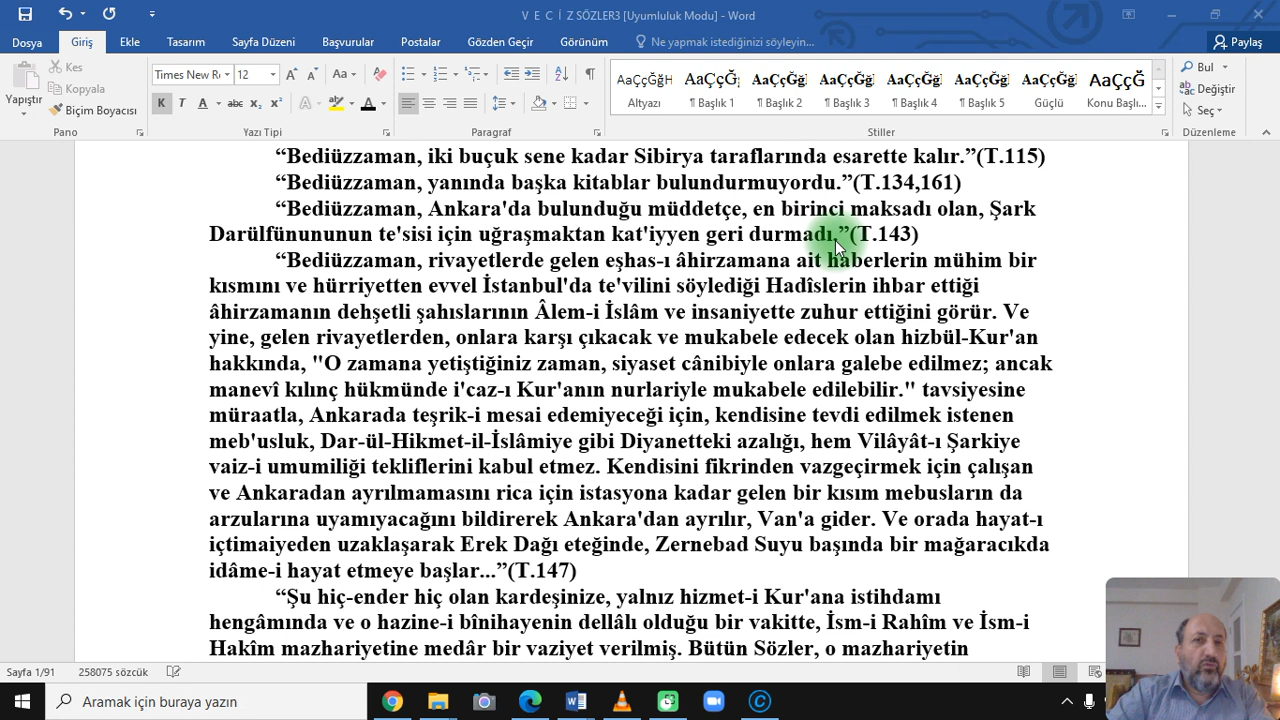 V E C İ Z SÖZLER3 [Uyumluluk Modu] - Word
Dosya Giriş Ekle Tasarım Sayfa Düzeni Başvurular Postalar Gözden Geçir Görünüm Ne yapmak istediğinizi söyleyin... Paylaş
Yapıştır
Kes
Kopyala
Biçim Boyacısı
Times New Ro 12
Aa
K T A abc x₂ x² A A
AaÇçĞğH AaÇçĞğ AaÇçĞğ AaÇçĞğ AaÇçĞğ AaÇçĞğ AaÇçĞğ AaÇçĞ
Altyazı ¶ Başlık 1 ¶ Başlık 2 ¶ Başlık 3 ¶ Başlık 4 ¶ Başlık 5 Güçlü Konu Başlı...
Bul
Değiştir
Seç
Pano Yazı Tipi Paragraf Stiller Düzenleme
“Bediüzzaman, iki buçuk sene kadar Sibirya taraflarında esarette kalır.”(T.115)
“Bediüzzaman, yanında başka kitablar bulundurmuyordu.”(T.134,161)
“Bediüzzaman, Ankara'da bulunduğu müddetçe, en birinci maksadı olan, Şark
Darülfünununun te'sisi için uğraşmaktan kat'iyyen geri durmadı.”(T.143)
“Bediüzzaman, rivayetlerde gelen eşhas-ı âhirzamana ait haberlerin mühim bir
kısmını ve hürriyetten evvel İstanbul'da te'vilini söylediği Hadîslerin ihbar ettiği
âhirzamanın dehşetli şahıslarının Âlem-i İslâm ve insaniyette zuhur ettiğini görür. Ve
yine, gelen rivayetlerden, onlara karşı çıkacak ve mukabele edecek olan hizbül-Kur'an
hakkında, "O zamana yetiştiğiniz zaman, siyaset cânibiyle onlara galebe edilmez; ancak
manevî kılınç hükmünde i'caz-ı Kur'anın nurlariyle mukabele edilebilir." tavsiyesine
müraatla, Ankarada teşrik-i mesai edemiyeceği için, kendisine tevdi edilmek istenen
meb'usluk, Dar-ül-Hikmet-il-İslâmiye gibi Diyanetteki azalığı, hem Vilâyât-ı Şarkiye
vaiz-i umumiliği tekliflerini kabul etmez. Kendisini fikrinden vazgeçirmek için çalışan
ve Ankaradan ayrılmamasını rica için istasyona kadar gelen bir kısım mebusların da
arzularına uyamıyacağını bildirerek Ankara'dan ayrılır, Van'a gider. Ve orada hayat-ı
içtimaiyeden uzaklaşarak Erek Dağı eteğinde, Zernebad Suyu başında bir mağaracıkda
idâme-i hayat etmeye başlar...”(T.147)
“Şu hiç-ender hiç olan kardeşinize, yalnız hizmet-i Kur'ana istihdamı
hengâmında ve o hazine-i bînihayenin dellâlı olduğu bir vakitte, İsm-i Rahîm ve İsm-i
Hakîm mazhariyetine medâr bir vaziyet verilmiş. Bütün Sözler, o mazhariyetin
Sayfa 1/91 258075 sözcük
Aramak için buraya yazın